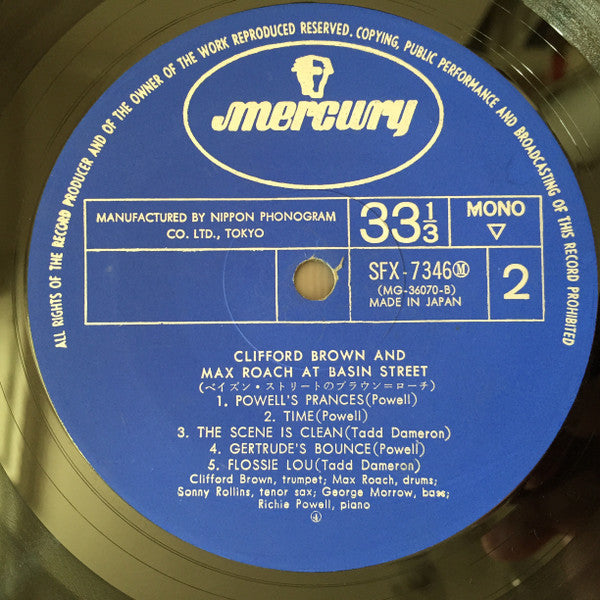 ALL RIGHTS OF THE RECORD PRODUCER AND OF THE OWNER OF THE WORK REPRODUCED RESERVED. COPYING, PUBLIC PERFORMANCE AND BROADCASTING OF THIS RECORD PROHIBITED
mercury
MANUFACTURED BY NIPPON PHONOGRAM
CO. LTD., TOKYO
33 1/3
MONO
▽
SFX-7346Ⓜ
(MG-36070-B)
MADE IN JAPAN
2
CLIFFORD BROWN AND
MAX ROACH AT BASIN STREET
(ベイズン・ストリートのブラウン=ローチ)
1. POWELL'S PRANCES(Powell)
2. TIME(Powell)
3. THE SCENE IS CLEAN(Tadd Dameron)
4. GERTRUDE'S BOUNCE(Powell)
5. FLOSSIE LOU(Tadd Dameron)
Clifford Brown, trumpet; Max Roach, drums;
Sonny Rollins, tenor sax; George Morrow, bass;
Richie Powell, piano
④